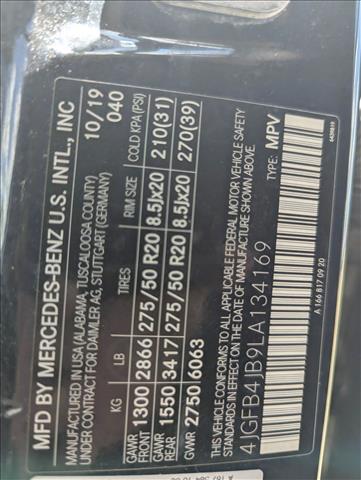 MFD BY MERCEDES-BENZ U.S. INTL., INC
MANUFACTURED IN USA (ALABAMA, TUSCALOOSA COUNTY) 10/19
UNDER CONTRACT FOR DAIMLER AG, STUTTGART (GERMANY) 040
KG LB TIRES RIM SIZE COLD KPA (PSI)
GAWR
FRONT 1300 2866 275/50 R20 8.5Jx20 210(31)
GAWR
REAR 1550 3417 275/50 R20 8.5Jx20 270(39)
GVWR 2750 6063
THIS VEHICLE CONFORMS TO ALL APPLICABLE FEDERAL MOTOR VEHICLE SAFETY
STANDARDS IN EFFECT ON THE DATE OF MANUFACTURE SHOWN ABOVE.
4JGFB4JB9LA134169 TYPE: MPV
A 166 817 09 20